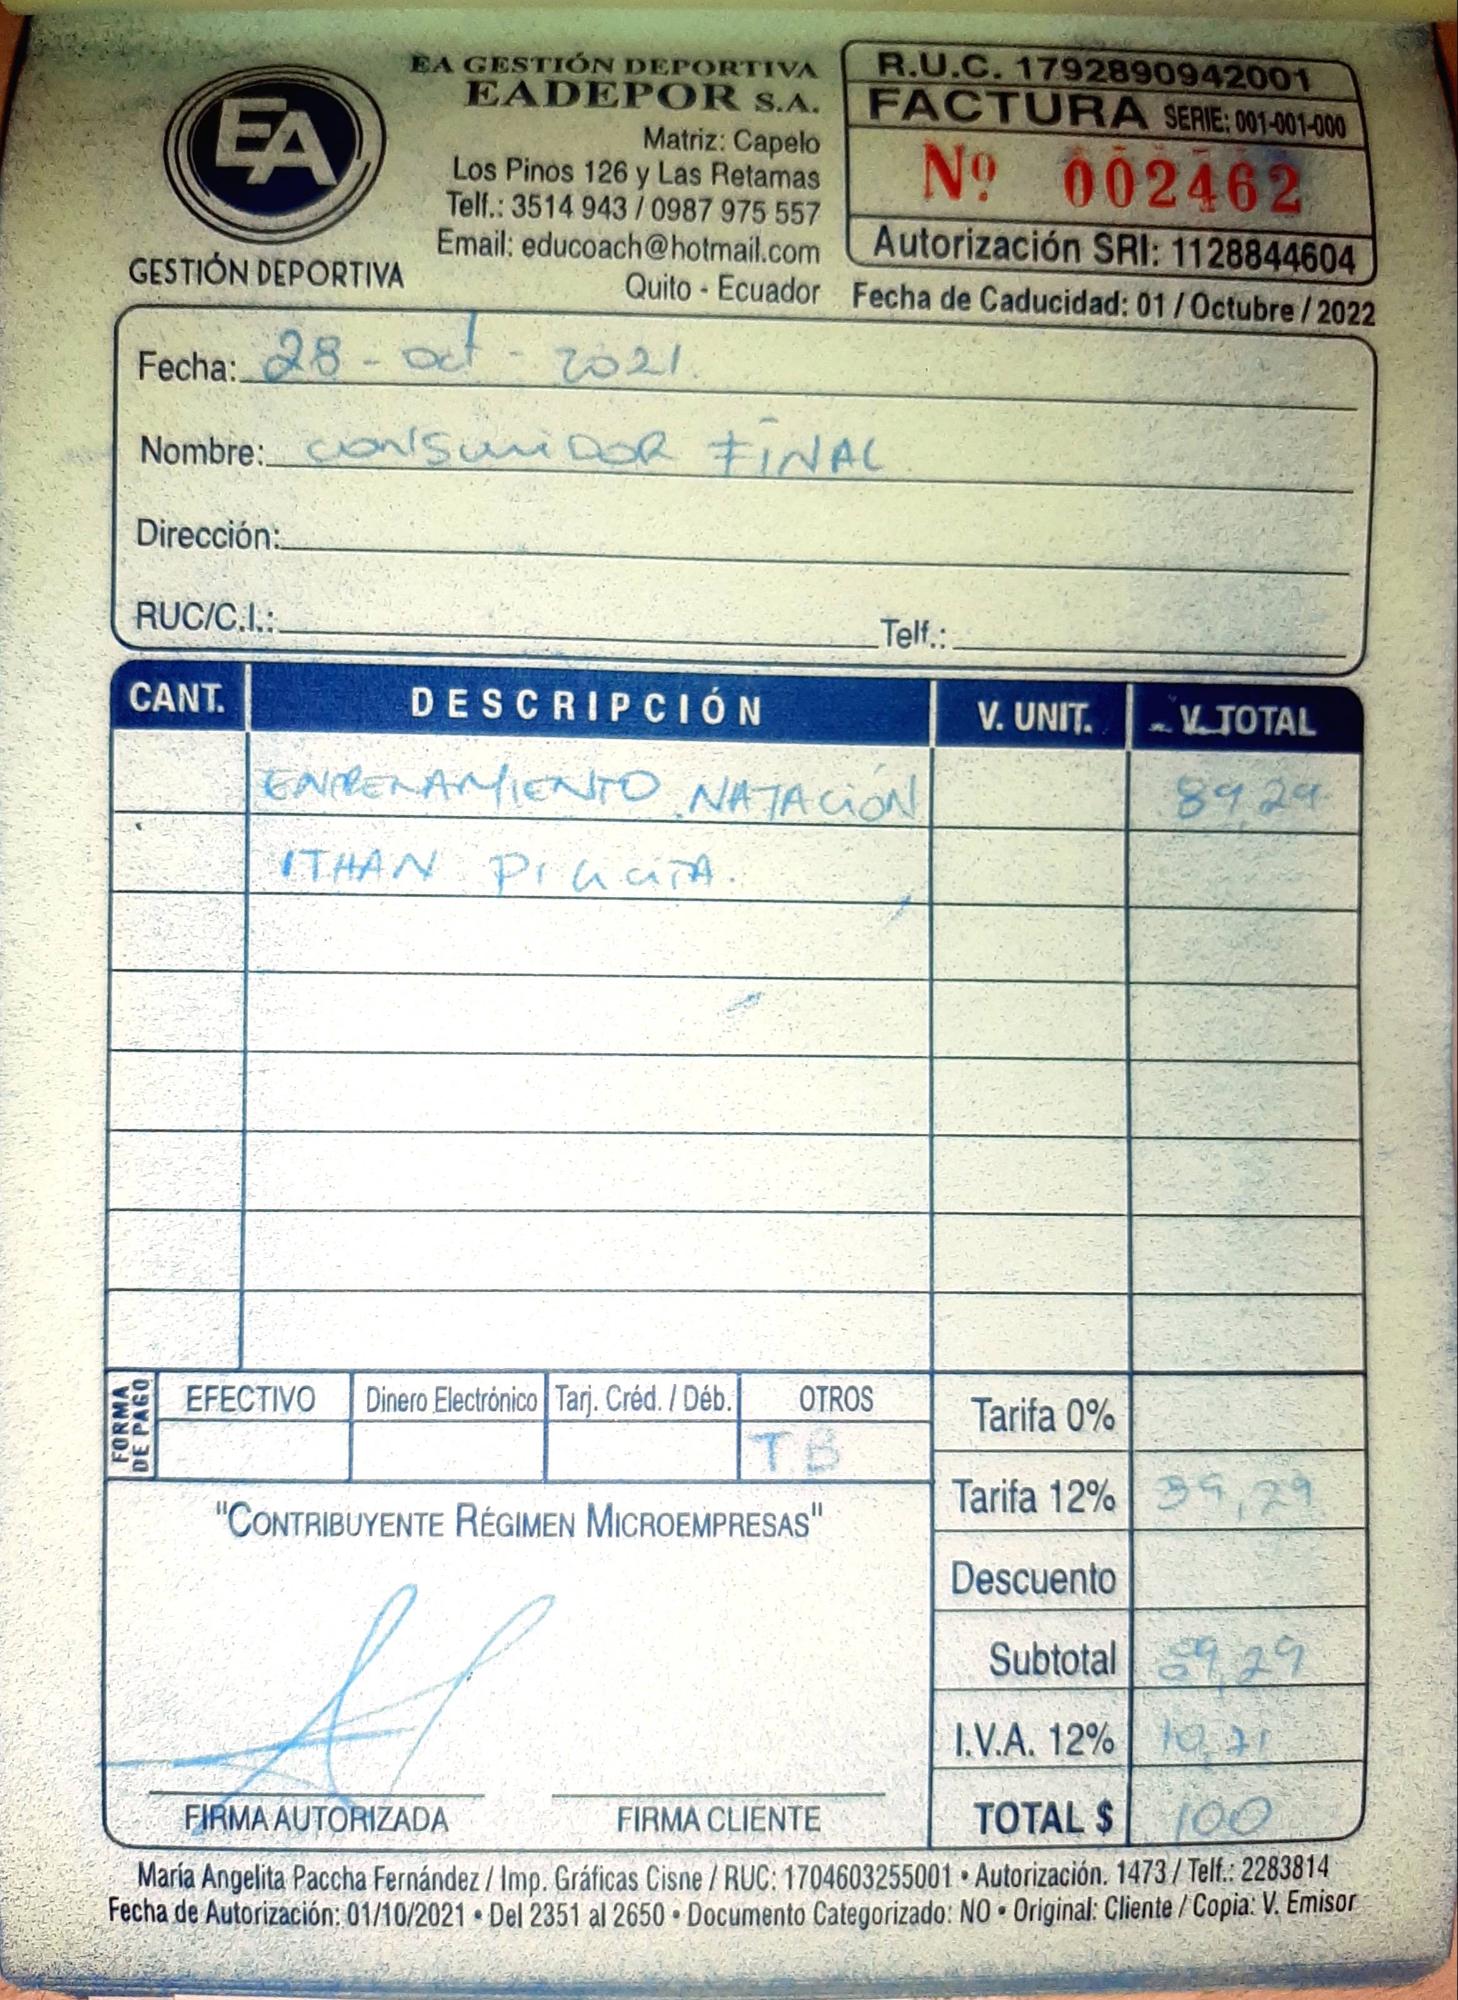 EA
GESTIÓN DEPORTIVA
EA GESTIÓN DEPORTIVA
EADEPOR S.A.
Matriz: Capelo
Los Pinos 126 y Las Retamas
Telf.: 3514 943 / 0987 975 557
Email: educoach@hotmail.com
Quito - Ecuador
R.U.C. 1792890942001
FACTURA SERIE: 001-001-000
Nº 002462
Autorización SRI: 1128844604
Fecha de Caducidad: 01 / Octubre / 2022
Fecha: 28 - oct - 2021.
Nombre: CONSUMIDOR FINAL
Dirección:
RUC/C.I.: Telf.:
CANT. DESCRIPCIÓN V. UNIT. V. TOTAL
ENTRENAMIENTO NATACIÓN 89,29
ITHAN
FORMA DE PAGO
EFECTIVO Dinero Electrónico Tarj. Créd. / Déb. OTROS
T.B
Tarifa 0%
Tarifa 12% 89,29
Descuento
Subtotal 89,29
I.V.A. 12% 10,71
TOTAL $ 100
"CONTRIBUYENTE RÉGIMEN MICROEMPRESAS"
FIRMA AUTORIZADA FIRMA CLIENTE
María Angelita Paccha Fernández / Imp. Gráficas Cisne / RUC: 1704603255001 • Autorización. 1473 / Telf.: 2283814
Fecha de Autorización: 01/10/2021 • Del 2351 al 2650 • Documento Categorizado: NO • Original: Cliente / Copia: V. Emisor